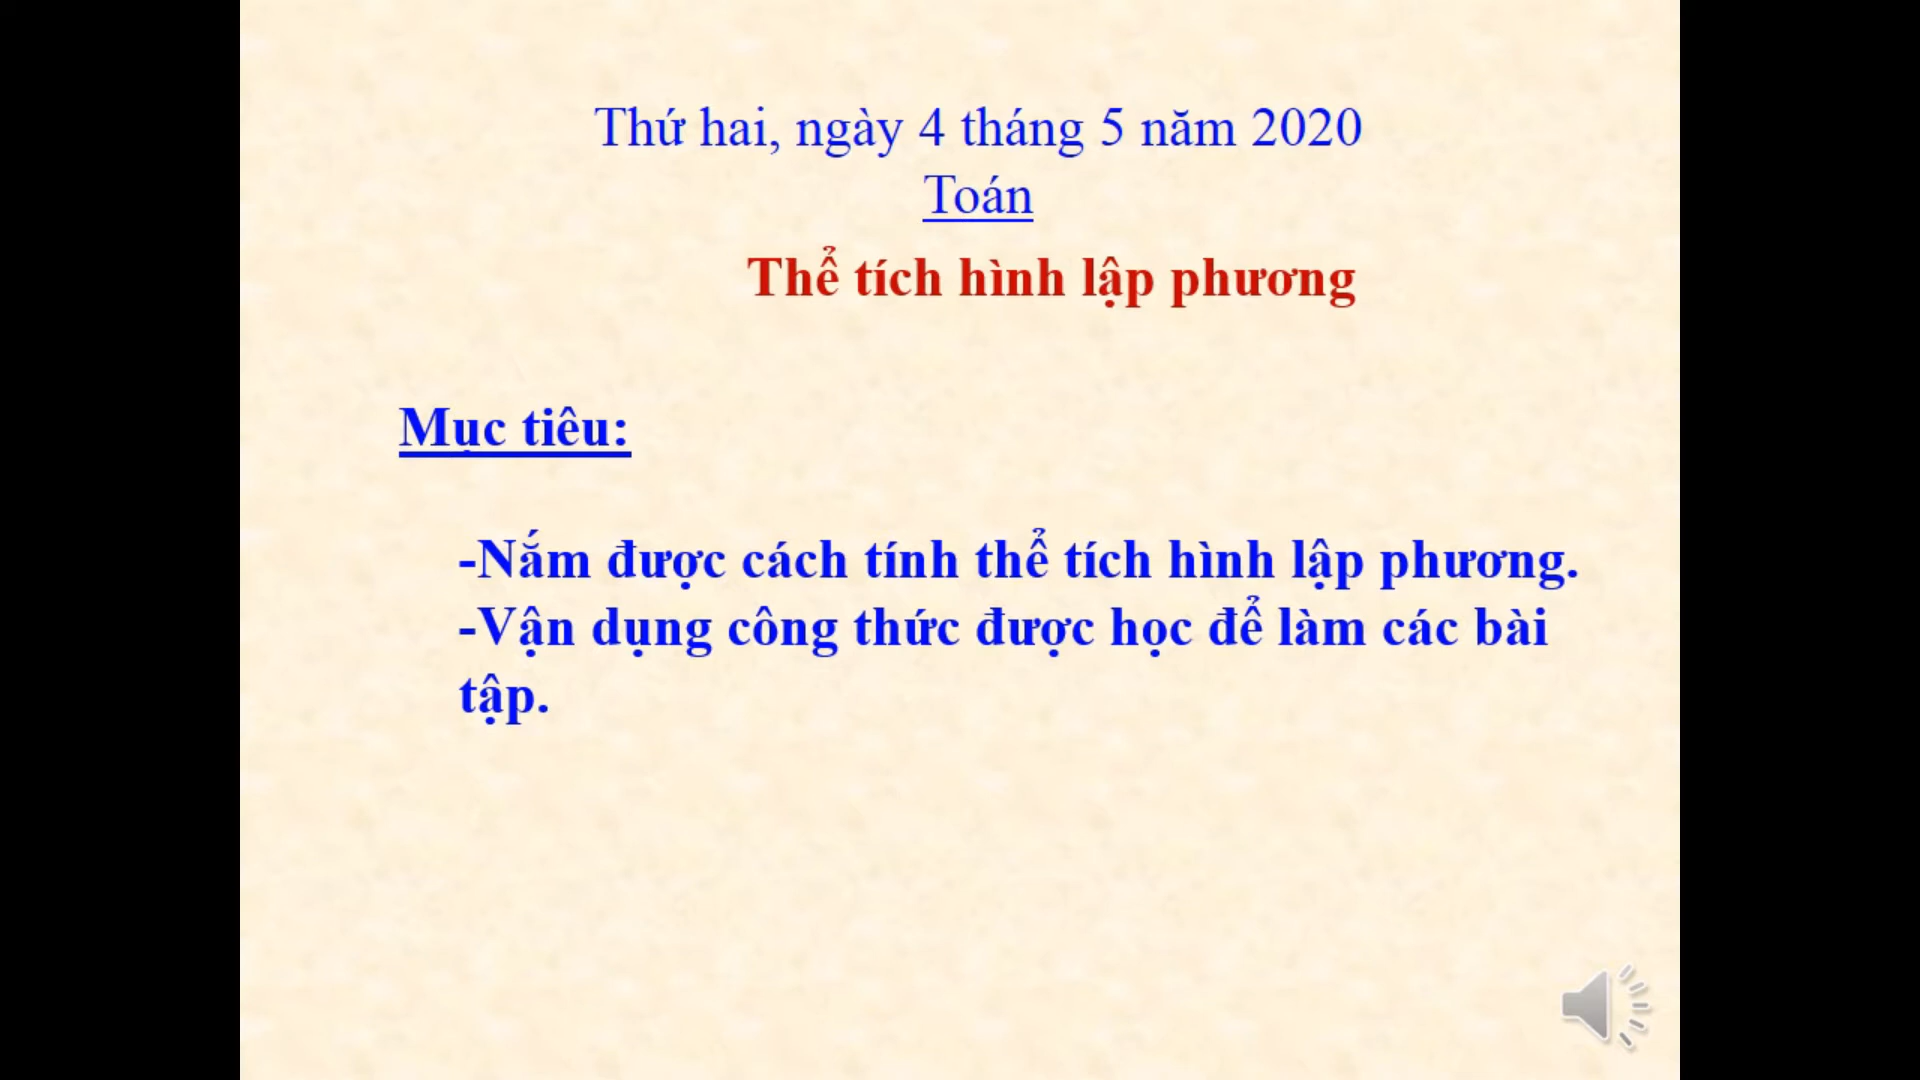 Thứ hai, ngày 4 tháng 5 năm 2020
Toán
Thể tích hình lập phương
Mục tiêu:
-Nắm được cách tính thể tích hình lập phương.
-Vận dụng công thức được học để làm các bài
tập.